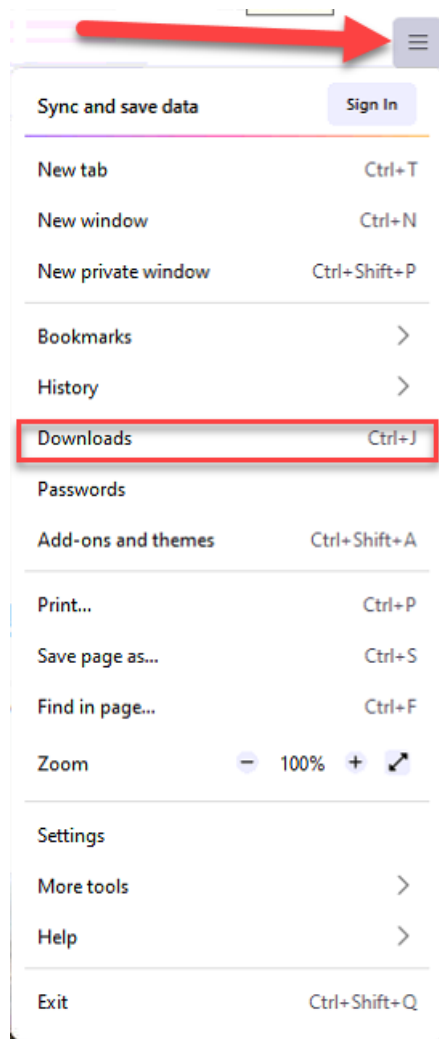 Sync and save data Sign In
New tab Ctrl+T
New window Ctrl+N
New private window Ctrl+Shift+P
Bookmarks
History
Downloads Ctrl+J
Passwords
Add-ons and themes Ctrl+Shift+A
Print... Ctrl+P
Save page as... Ctrl+S
Find in page... Ctrl+F
Zoom − 100% +
Settings
More tools
Help
Exit Ctrl+Shift+Q